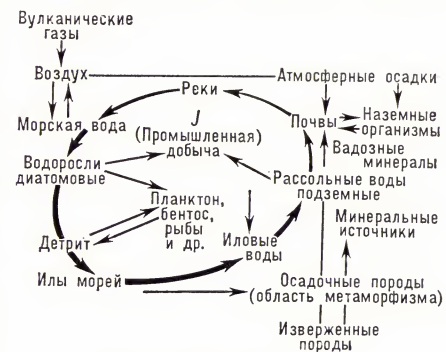 Вулканические
газы
Воздух
Атмосферные осадки
Реки
Морская вода
J
(Промышленная)
добыча
Почвы
Наземные
организмы
Вадозные
минералы
Водоросли
диатомовые
Рассольные воды
подземные
Планктон,
бентос,
рыбы
и др.
Минеральные
источники
Детрит
Иловые
воды
Илы морей
Осадочные породы
(область метаморфизма)
Изверженные
породы